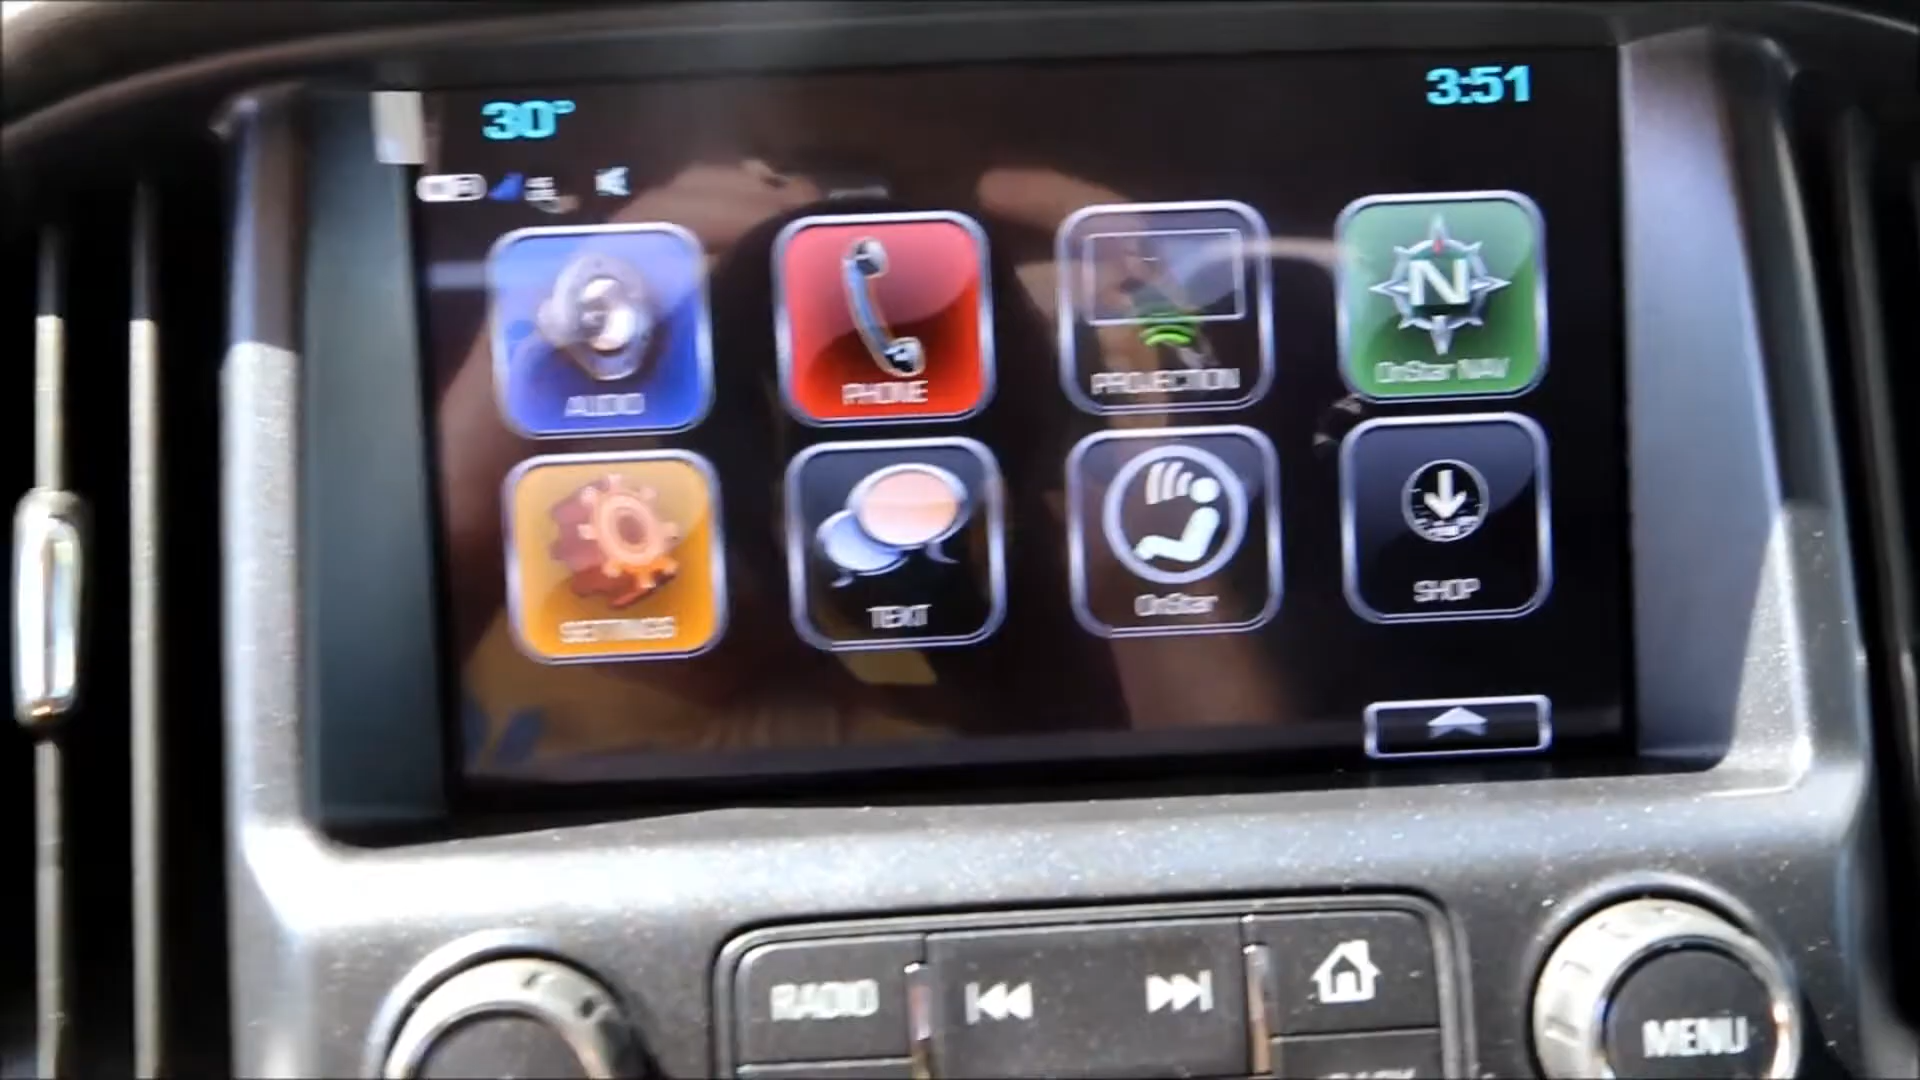 30°
3:51
AUDIO
PHONE
PROJECTION
N
OnStar NAV
SETTINGS
TEXT
OnStar
SHOP
RADIO
MENU